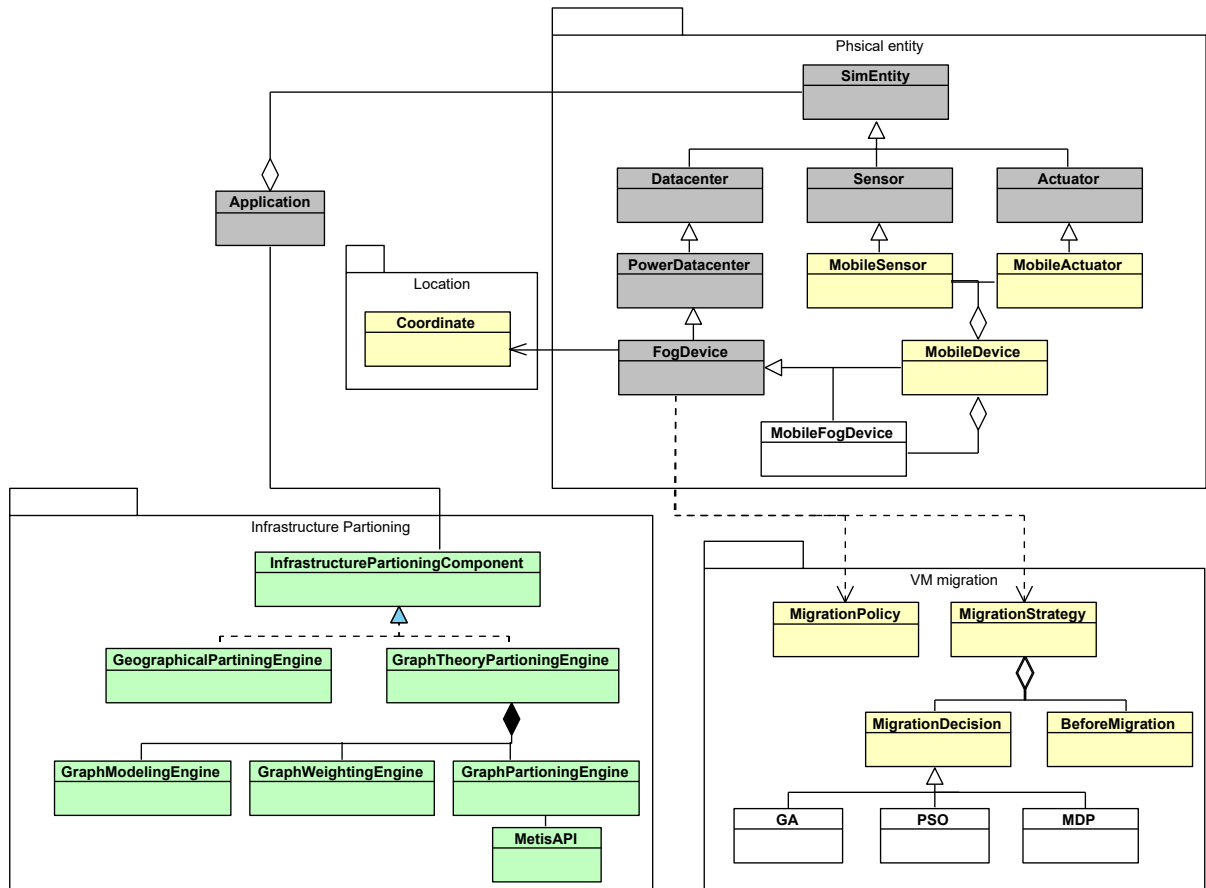 Phsical entity
SimEntity
Datacenter
Sensor
Actuator
Application
PowerDatacenter
MobileSensor
MobileActuator
Location
Coordinate
FogDevice
MobileDevice
MobileFogDevice
Infrastructure Partioning
InfrastructurePartioningComponent
VM migration
MigrationPolicy
MigrationStrategy
GeographicalPartiningEngine
GraphTheoryPartioningEngine
MigrationDecision
BeforeMigration
GraphModelingEngine
GraphWeightingEngine
GraphPartioningEngine
GA
PSO
MDP
MetisAPI